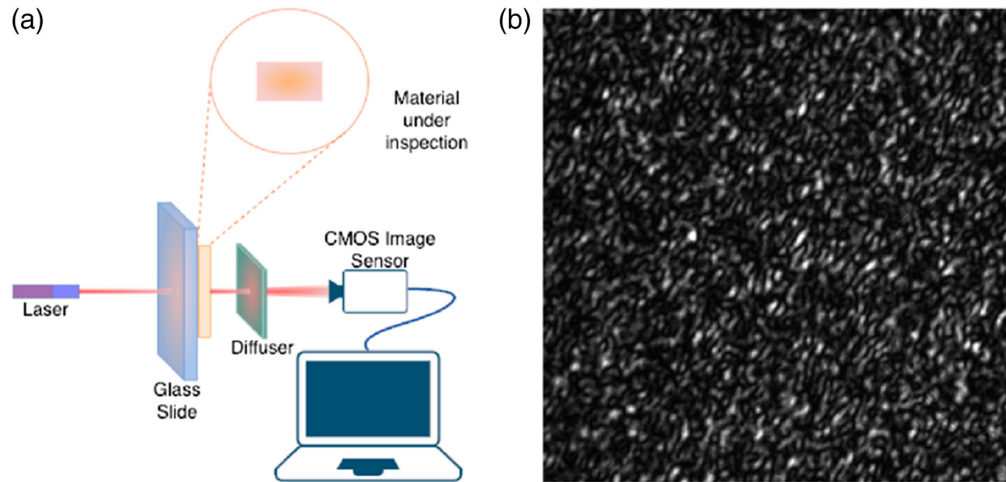 (a)
Material
under
inspection
CMOS Image
Sensor
Laser
Diffuser
Glass
Slide
(b)